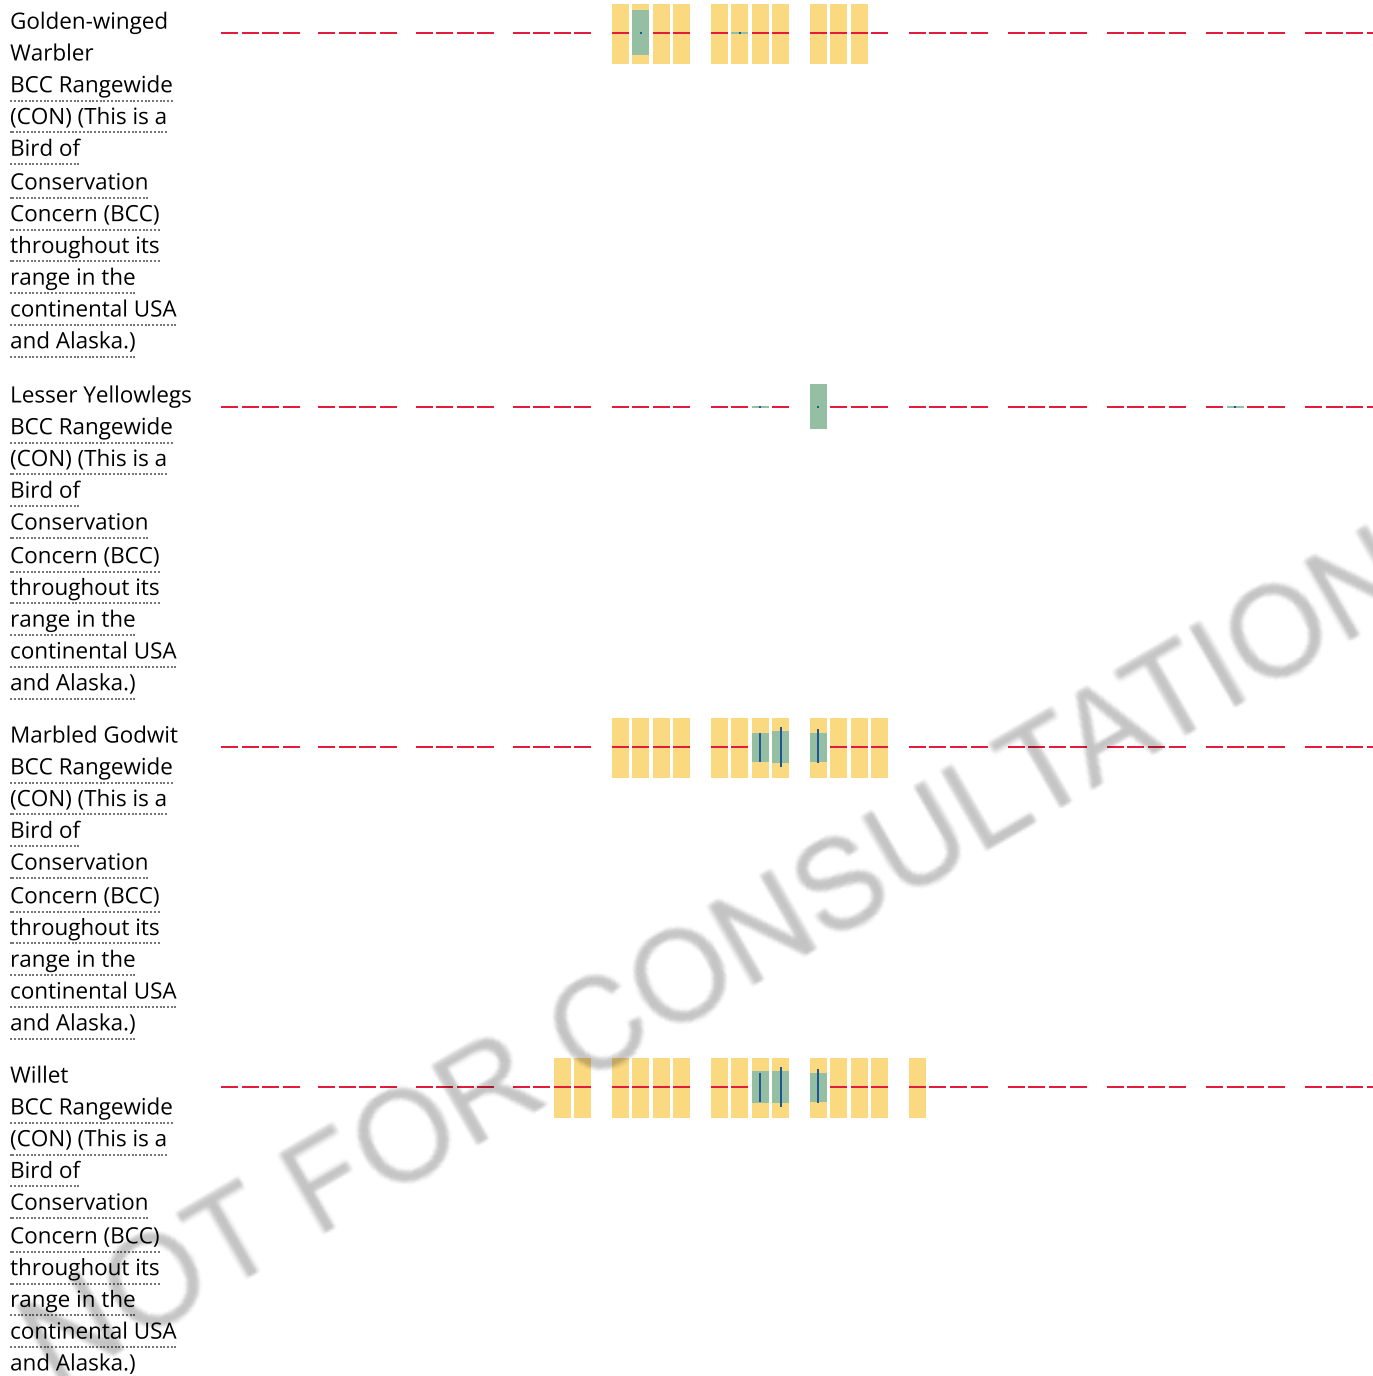 Golden-winged
Warbler
BCC Rangewide
(CON) (This is a
Bird of
Conservation
Concern (BCC)
throughout its
range in the
continental USA
and Alaska.)
Lesser Yellowlegs
BCC Rangewide
(CON) (This is a
Bird of
Conservation
Concern (BCC)
throughout its
range in the
continental USA
and Alaska.)
Marbled Godwit
BCC Rangewide
(CON) (This is a
Bird of
Conservation
Concern (BCC)
throughout its
range in the
continental USA
and Alaska.)
Willet
BCC Rangewide
(CON) (This is a
Bird of
Conservation
Concern (BCC)
throughout its
range in the
continental USA
and Alaska.)
NOT FOR CONSULTATION